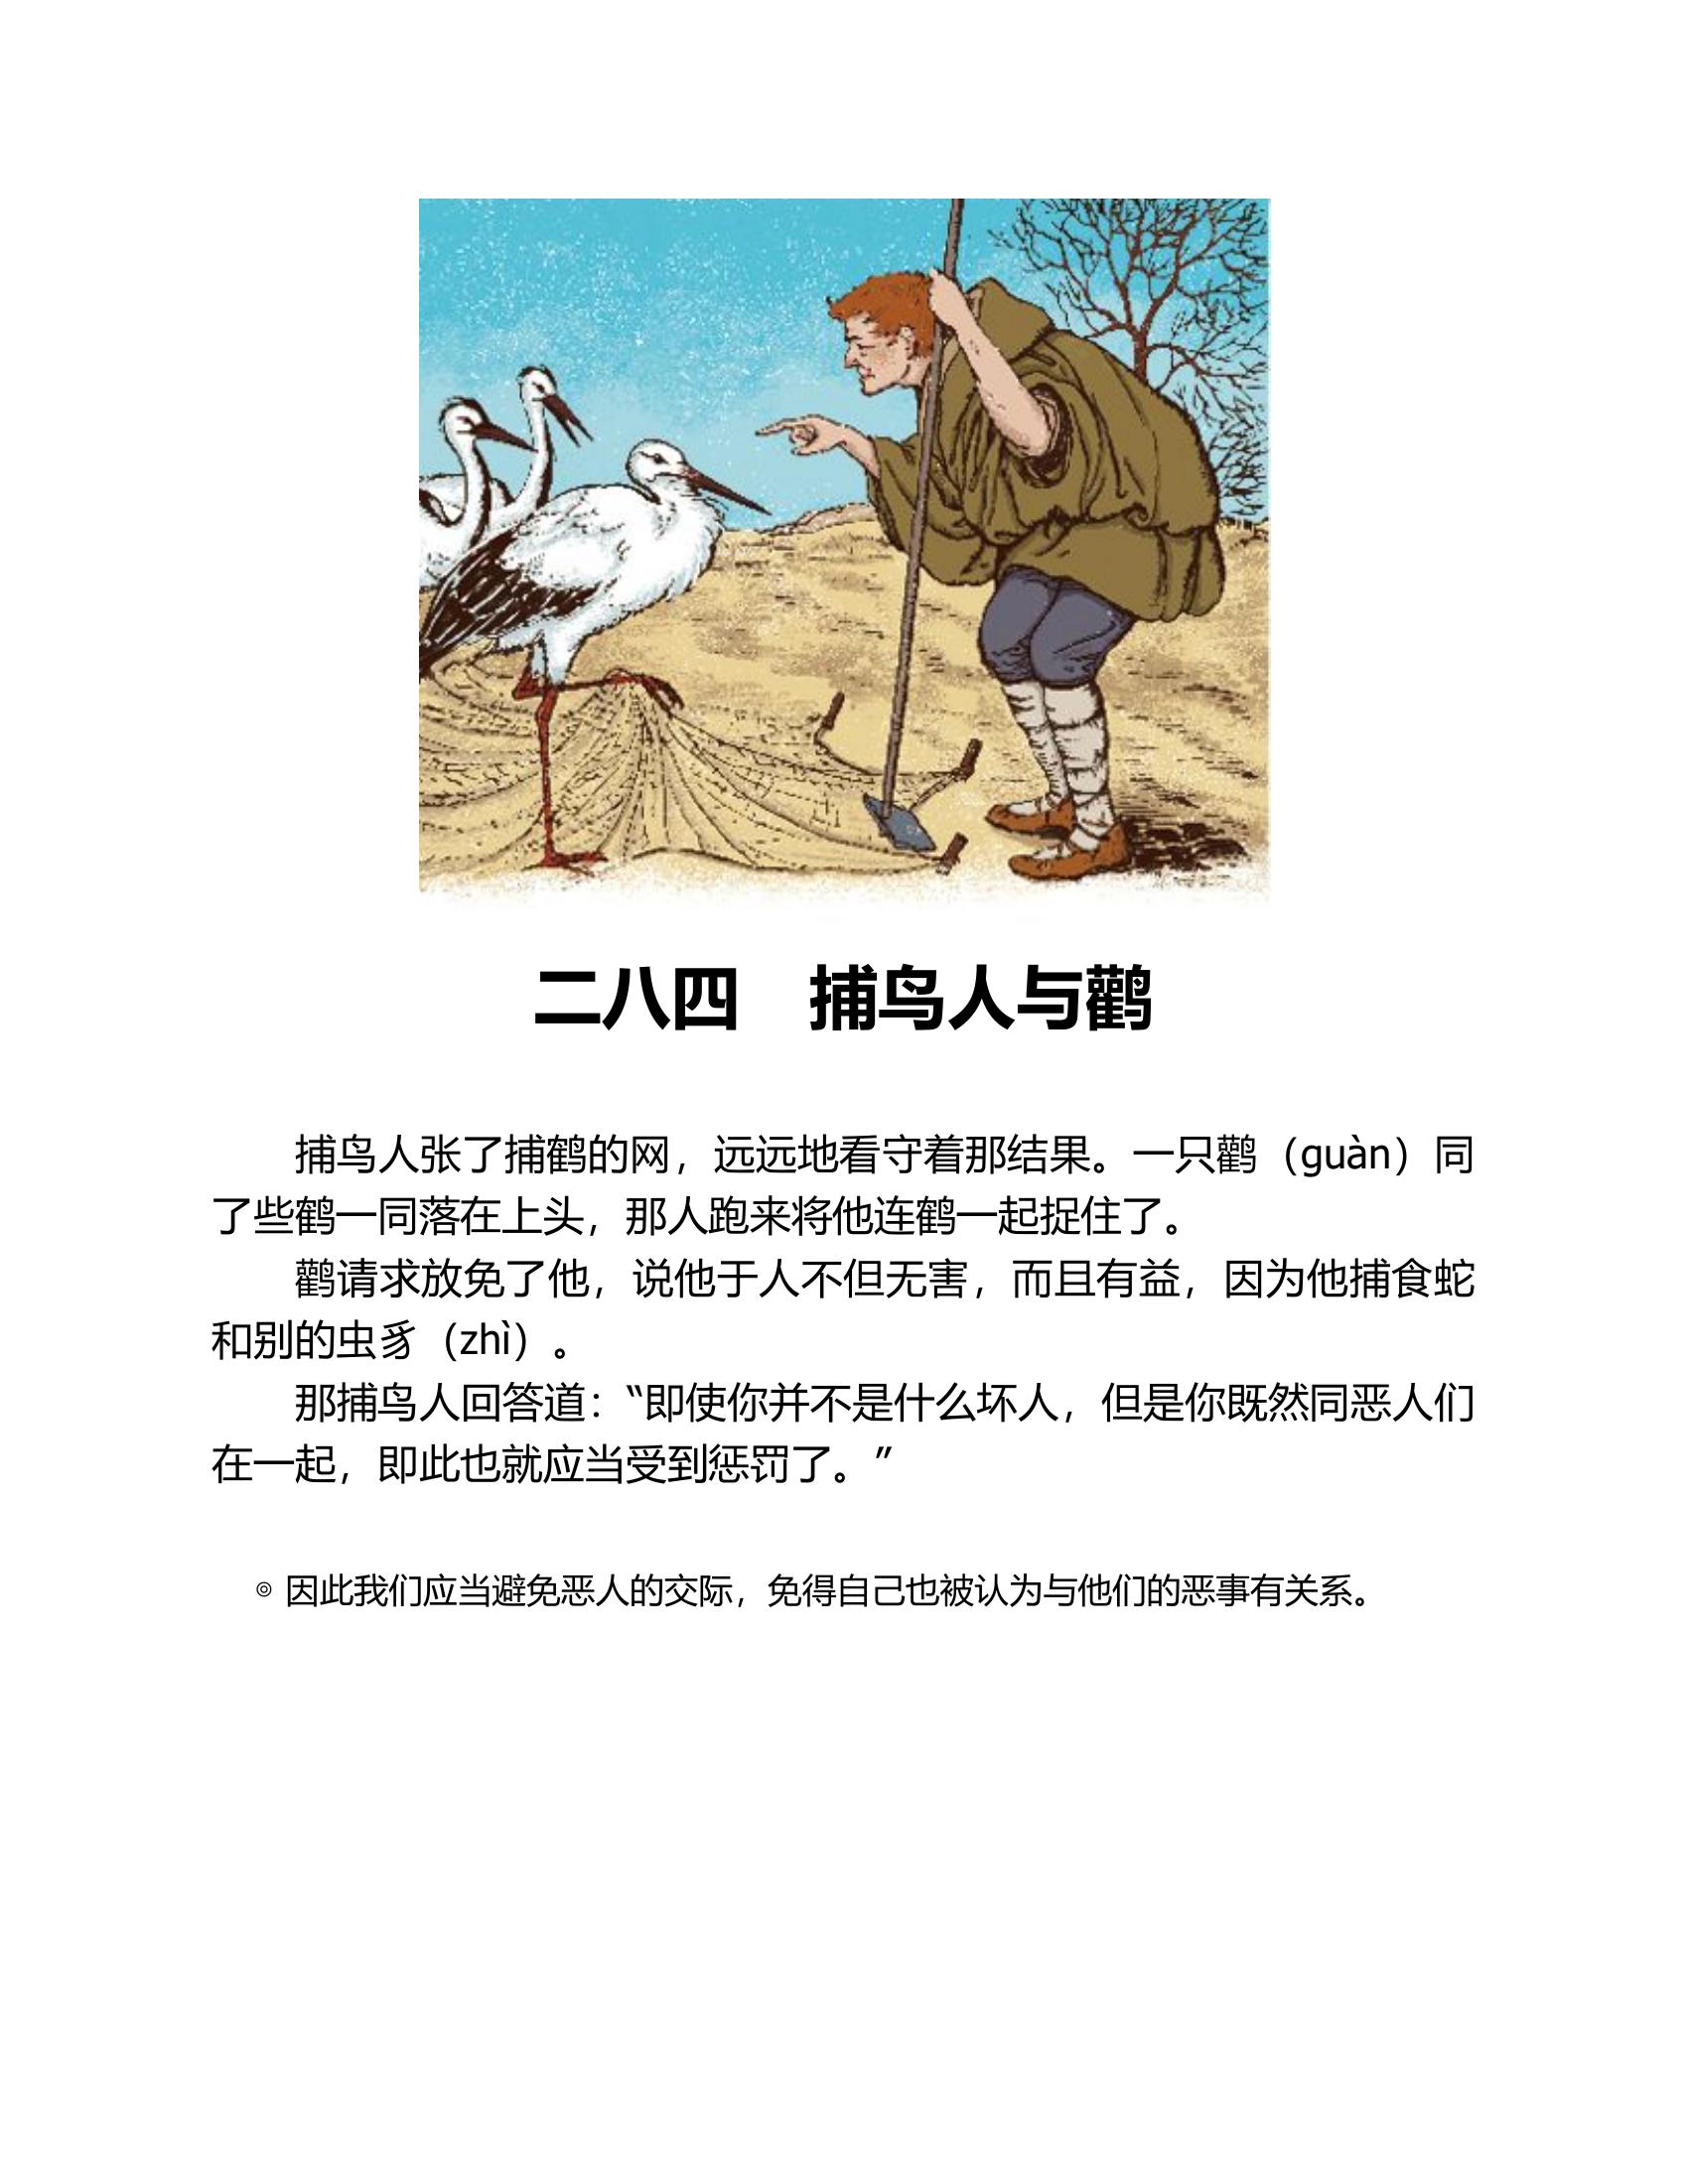 二八四　捕鸟人与鹳
捕鸟人张了捕鹤的网，远远地看守着那结果。一只鹳（guàn）同
了些鹤一同落在上头，那人跑来将他连鹤一起捉住了。
鹳请求放免了他，说他于人不但无害，而且有益，因为他捕食蛇
和别的虫豸（zhì）。
那捕鸟人回答道：“即使你并不是什么坏人，但是你既然同恶人们
在一起，即此也就应当受到惩罚了。”
◎ 因此我们应当避免恶人的交际，免得自己也被认为与他们的恶事有关系。